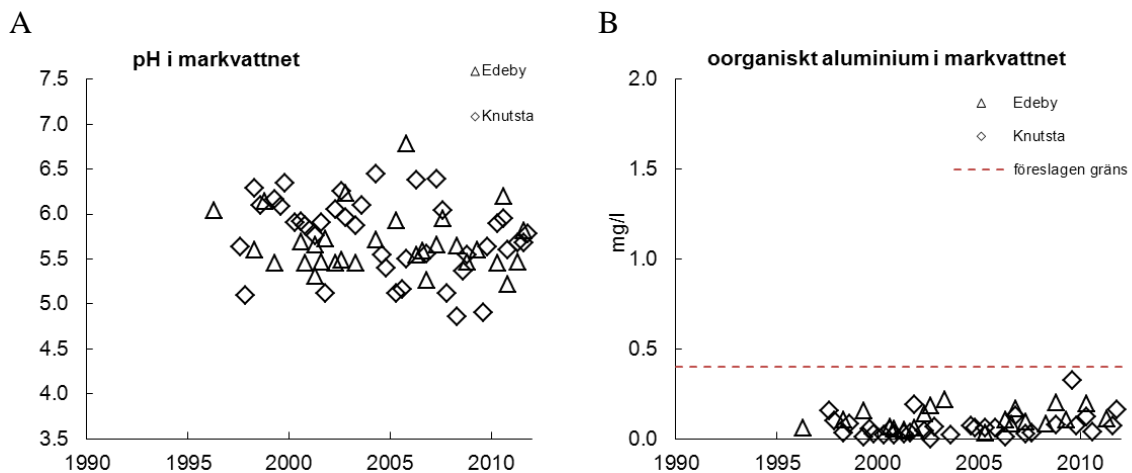 A
pH i markvattnet
Edeby
Knutsta
7.5
7.0
6.5
6.0
5.5
5.0
4.5
4.0
3.5
1990 1995 2000 2005 2010
B
oorganiskt aluminium i markvattnet
Edeby
Knutsta
föreslagen gräns
mg/l
2.0
1.5
1.0
0.5
0.0
1990 1995 2000 2005 2010